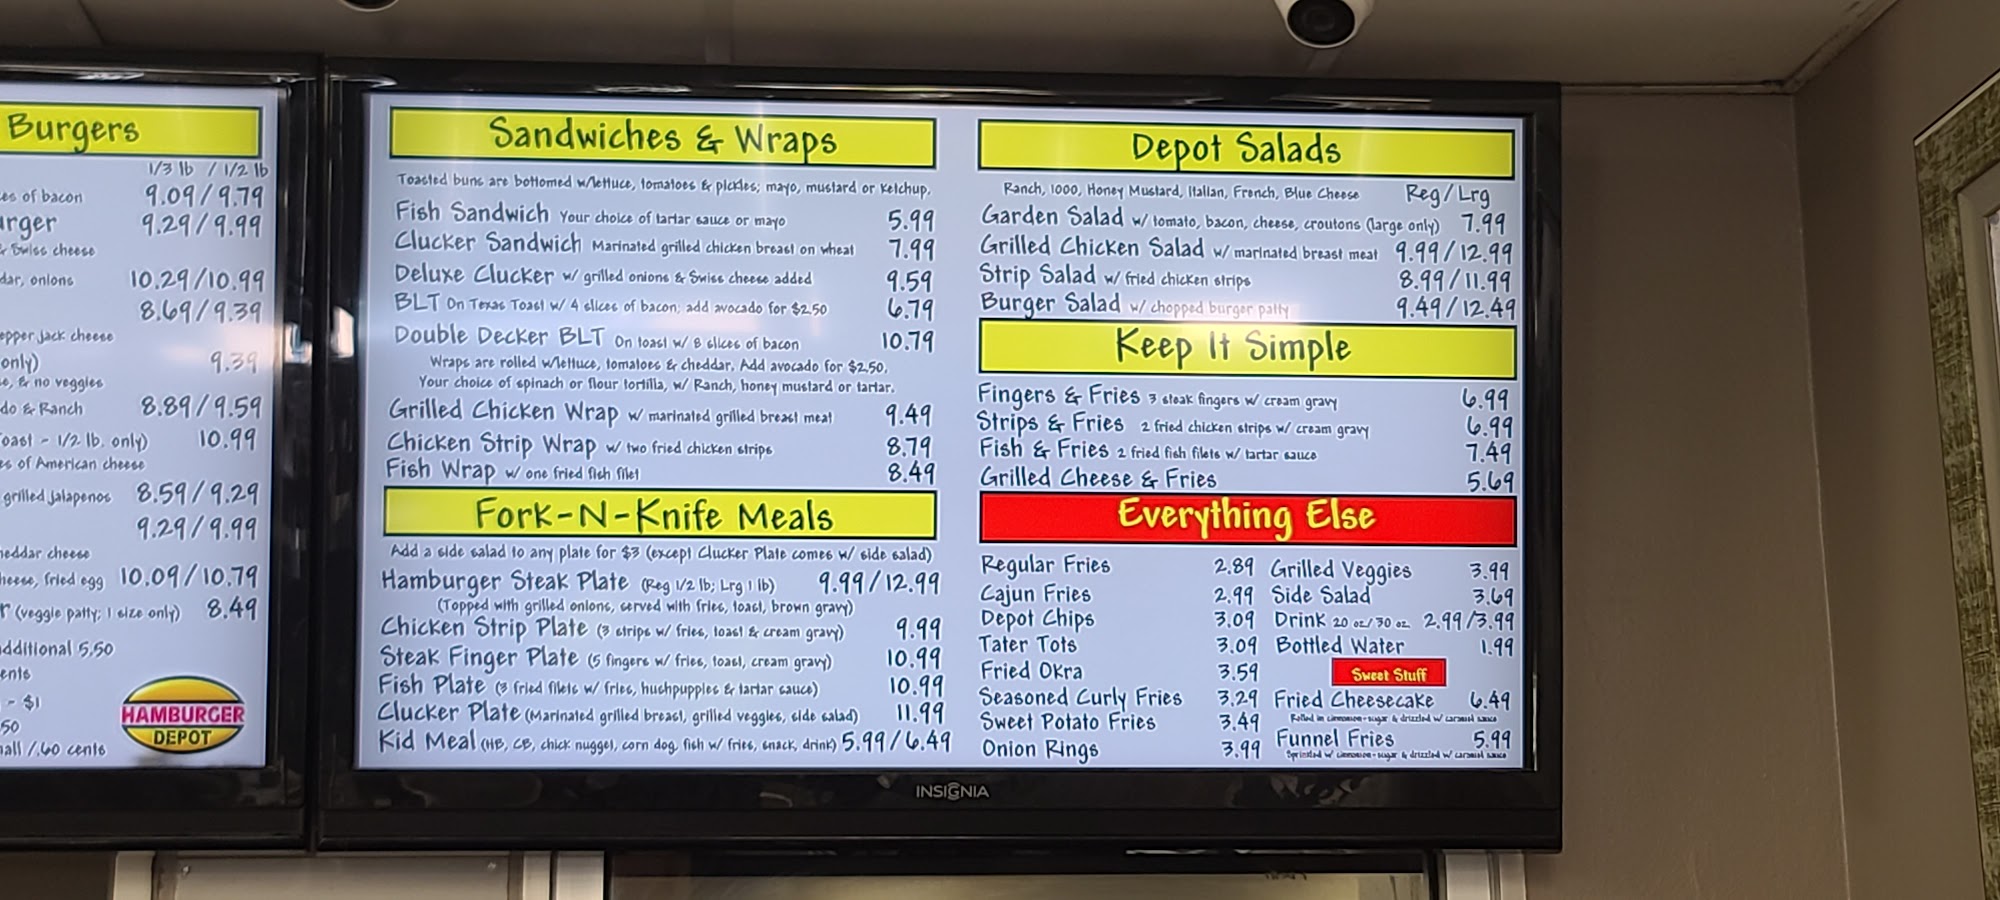 Burgers
1/3 lb / 1/2 lb
es of bacon 9.09/9.79
urger 9.29/9.99
& Swiss cheese
dar, onions 10.29/10.99
8.69/9.39
epper jack cheese
only) 9.39
se, & no veggies
do & Ranch 8.89/9.59
oast - 1/2 lb. only) 10.99
es of American cheese
grilled jalapenos 8.59/9.29
9.29/9.99
heddar cheese
heese, fried egg 10.09/10.79
r (veggie patty; 1 size only) 8.49
additional 5.50
ents
- $1
50
all /.60 cents
HAMBURGER
DEPOT
Sandwiches & Wraps
Toasted buns are bottomed w/lettuce, tomatoes & pickles; mayo, mustard or ketchup.
Fish Sandwich Your choice of tartar sauce or mayo 5.99
Clucker Sandwich Marinated grilled chicken breast on wheat 7.99
Deluxe Clucker w/ grilled onions & Swiss cheese added 9.59
BLT On Texas Toast w/ 4 slices of bacon; add avocado for $2.50 6.79
Double Decker BLT On toast w/ 8 slices of bacon 10.79
Wraps are rolled w/lettuce, tomatoes & cheddar. Add avocado for $2.50.
Your choice of spinach or flour tortilla, w/ Ranch, honey mustard or tartar.
Grilled Chicken Wrap w/ marinated grilled breast meat 9.49
Chicken Strip Wrap w/ two fried chicken strips 8.79
Fish Wrap w/ one fried fish filet 8.49
Fork-N-Knife Meals
Add a side salad to any plate for $3 (except Clucker Plate comes w/ side salad)
Hamburger Steak Plate (Reg 1/2 lb; Lrg 1 lb) 9.99/12.99
(Topped with grilled onions, served with fries, toast, brown gravy)
Chicken Strip Plate (3 strips w/ fries, toast & cream gravy) 9.99
Steak Finger Plate (5 fingers w/ fries, toast, cream gravy) 10.99
Fish Plate (3 fried filets w/ fries, hushpuppies & tartar sauce) 10.99
Clucker Plate (Marinated grilled breast, grilled veggies, side salad) 11.99
Kid Meal (HB, CB, chick nugget, corn dog, fish w/ fries, snack, drink) 5.99/6.49
Depot Salads
Ranch, 1000, Honey Mustard, Italian, French, Blue Cheese Reg/Lrg
Garden Salad w/ tomato, bacon, cheese, croutons (large only) 7.99
Grilled Chicken Salad w/ marinated breast meat 9.99/12.99
Strip Salad w/ fried chicken strips 8.99/11.99
Burger Salad w/ chopped burger patty 9.49/12.49
Keep It Simple
Fingers & Fries 3 steak fingers w/ cream gravy 6.99
Strips & Fries 2 fried chicken strips w/ cream gravy 6.99
Fish & Fries 2 fried fish filets w/ tartar sauce 7.49
Grilled Cheese & Fries 5.69
Everything Else
Regular Fries 2.89
Cajun Fries 2.99
Depot Chips 3.09
Tater Tots 3.09
Fried Okra 3.59
Seasoned Curly Fries 3.29
Sweet Potato Fries 3.49
Onion Rings 3.99
Grilled Veggies 3.99
Side Salad 3.69
Drink 20 oz./30 oz. 2.99/3.99
Bottled Water 1.99
Sweet Stuff
Fried Cheesecake 6.49
Rolled in cinnamon-sugar & drizzled w/ caramel sauce
Funnel Fries 5.99
Sprinkled w/ cinnamon-sugar & drizzled w/ caramel sauce
INSIGNIA